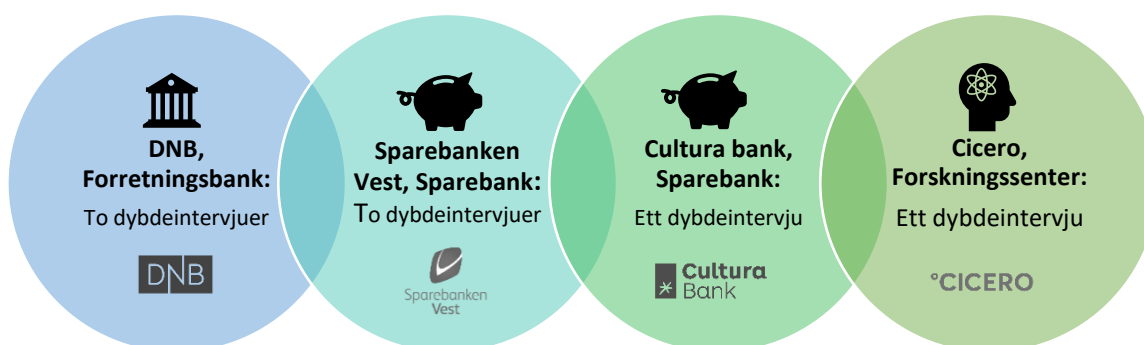 DNB,
Forretningsbank:
To dybdeintervjuer
DNB
Sparebanken
Vest, Sparebank:
To dybdeintervjuer
Sparebanken
Vest
Cultura bank,
Sparebank:
Ett dybdeintervju
Cultura
Bank
Cicero,
Forskningssenter:
Ett dybdeintervju
°CICERO